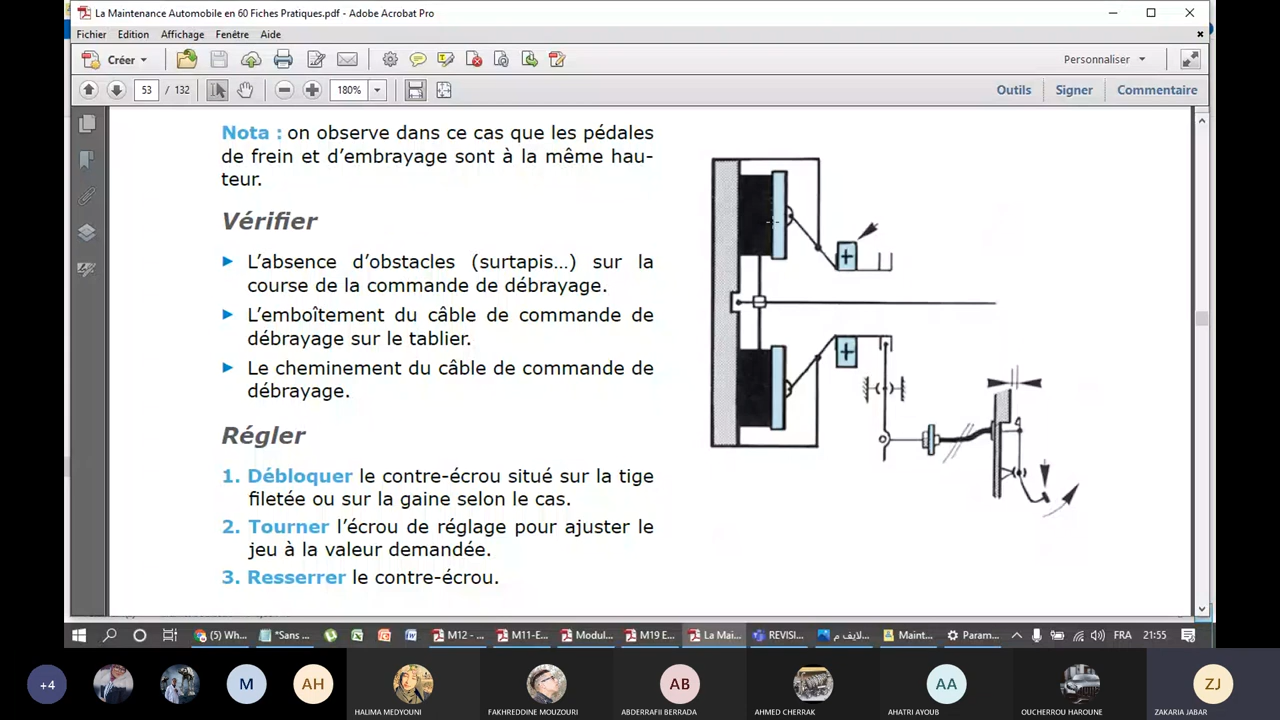 La Maintenance Automobile en 60 Fiches Pratiques.pdf - Adobe Acrobat Pro
Fichier Edition Affichage Fenêtre Aide
Créer
Personnaliser
53 / 132
180%
Outils Signer Commentaire
Nota : on observe dans ce cas que les pédales
de frein et d’embrayage sont à la même hau-
teur.
Vérifier
L’absence d’obstacles (surtapis…) sur la
course de la commande de débrayage.
L’emboîtement du câble de commande de
débrayage sur le tablier.
Le cheminement du câble de commande de
débrayage.
Régler
1. Débloquer le contre-écrou situé sur la tige
filetée ou sur la gaine selon le cas.
2. Tourner l’écrou de réglage pour ajuster le
jeu à la valeur demandée.
3. Resserrer le contre-écrou.
(5) Wh...
*Sans ...
M12 - ...
M11-E...
Modul...
M19 E...
La Mai...
REVISI...
Maint...
Param...
FRA
21:55
+4
M
AH
HALIMA MEDYOUNI
FAKHREDDINE MOUZOURI
AB
ABDERRAFII BERRADA
AHMED CHERRAK
AA
AHATRI AYOUB
OUCHERROU HAROUNE
ZJ
ZAKARIA JABAR